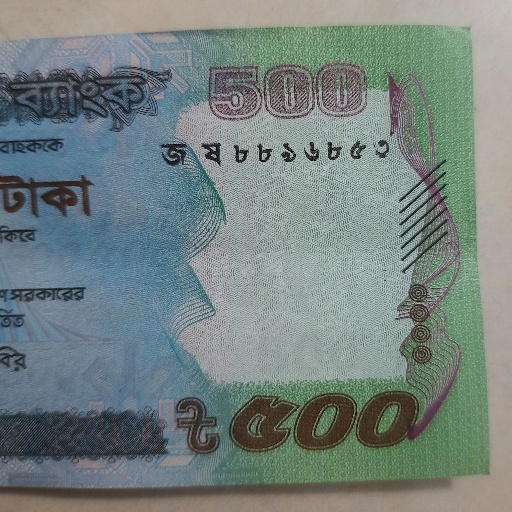 ব্যাংক 500
বাহককে জ ষ ৮৮৯৬৮৫৩
টাকা
কিবে
শ সরকারের
র্তিত
৳ ৫০০